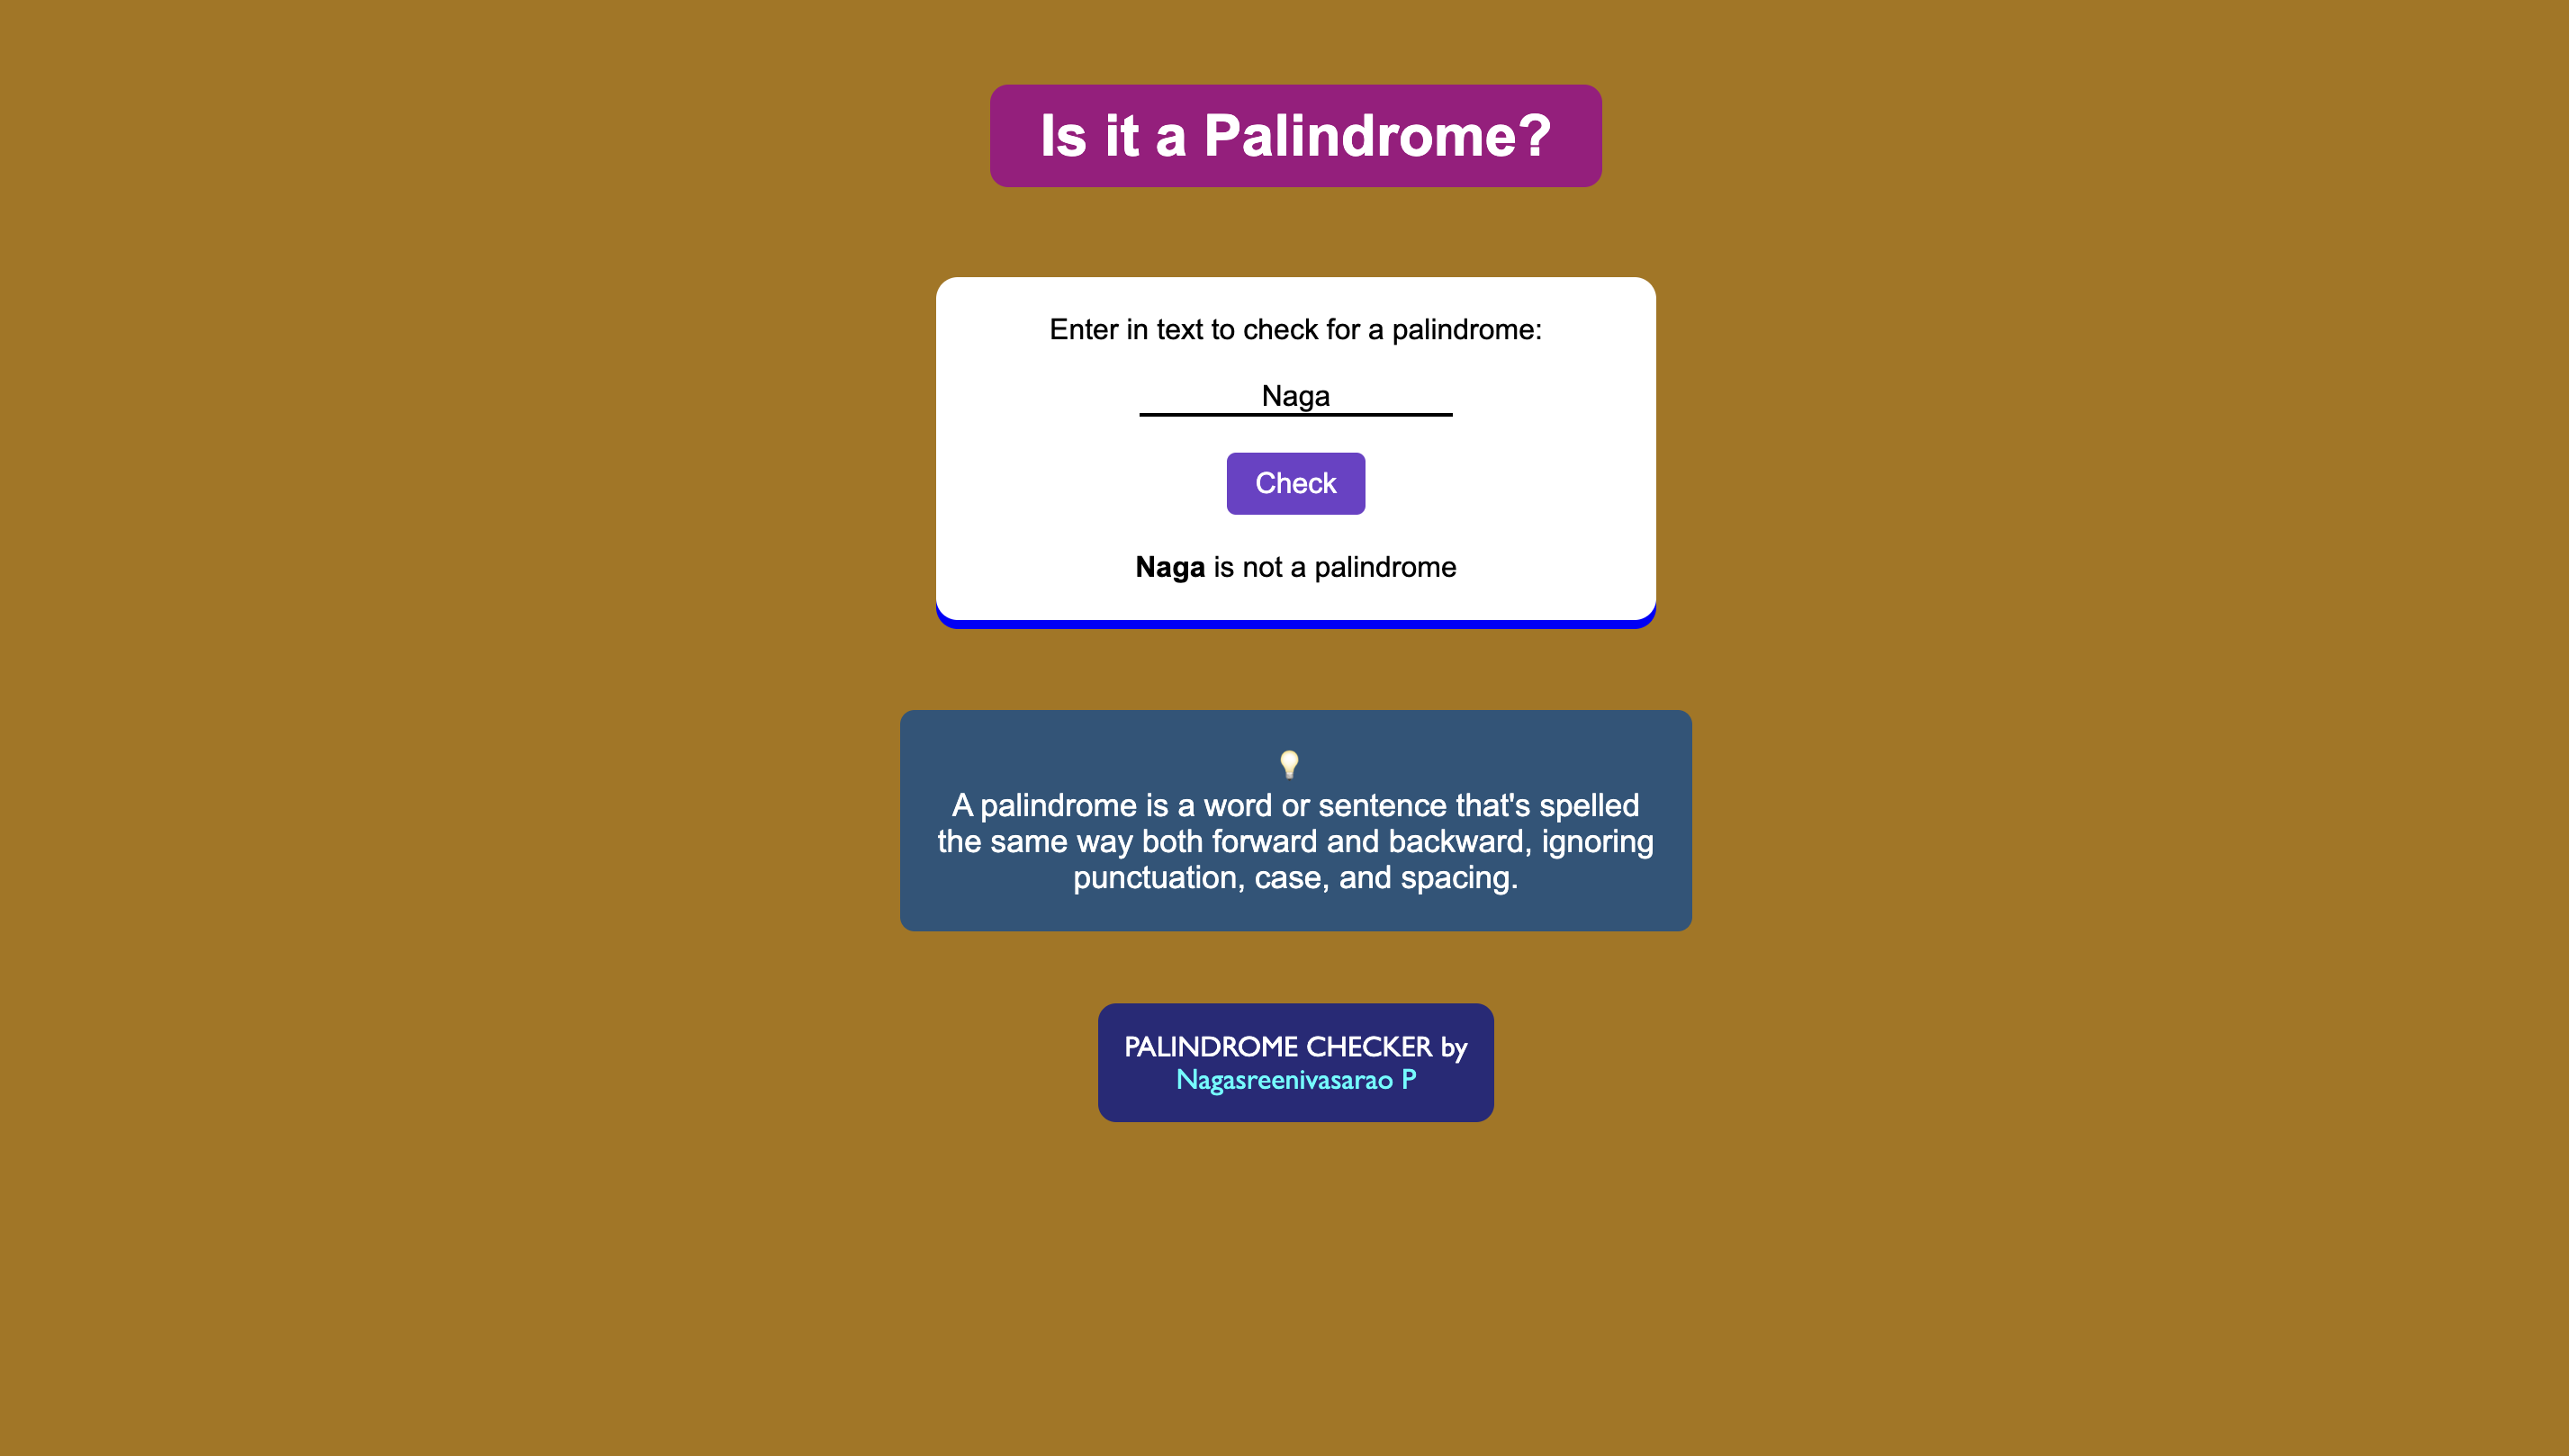 Is it a Palindrome?
Enter in text to check for a palindrome:
Naga
Check
Naga is not a palindrome
💡
A palindrome is a word or sentence that's spelled
the same way both forward and backward, ignoring
punctuation, case, and spacing.
PALINDROME CHECKER by
Nagasreenivasarao P